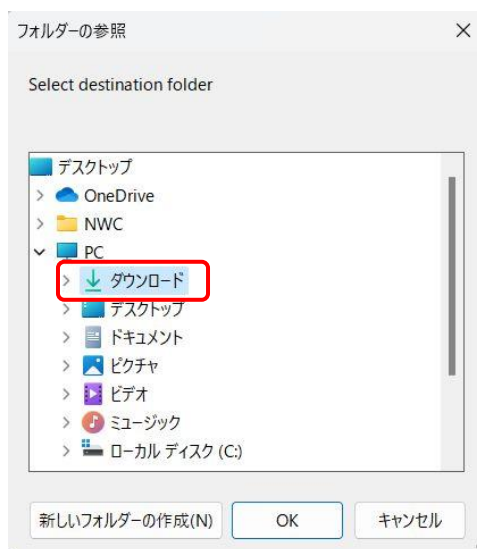 フォルダーの参照
Select destination folder
デスクトップ
OneDrive
NWC
PC
ダウンロード
デスクトップ
ドキュメント
ピクチャ
ビデオ
ミュージック
ローカル ディスク (C:)
新しいフォルダーの作成(N) OK キャンセル